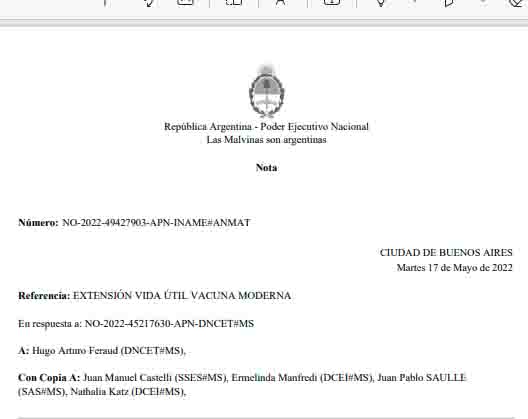 República Argentina - Poder Ejecutivo Nacional
Las Malvinas son argentinas
Nota
Número: NO-2022-49427903-APN-INAME#ANMAT
CIUDAD DE BUENOS AIRES
Martes 17 de Mayo de 2022
Referencia: EXTENSIÓN VIDA ÚTIL VACUNA MODERNA
En respuesta a: NO-2022-45217630-APN-DNCET#MS
A: Hugo Arturo Feraud (DNCET#MS),
Con Copia A: Juan Manuel Castelli (SSES#MS), Ermelinda Manfredi (DCEI#MS), Juan Pablo SAULLE
(SAS#MS), Nathalia Katz (DCEI#MS),